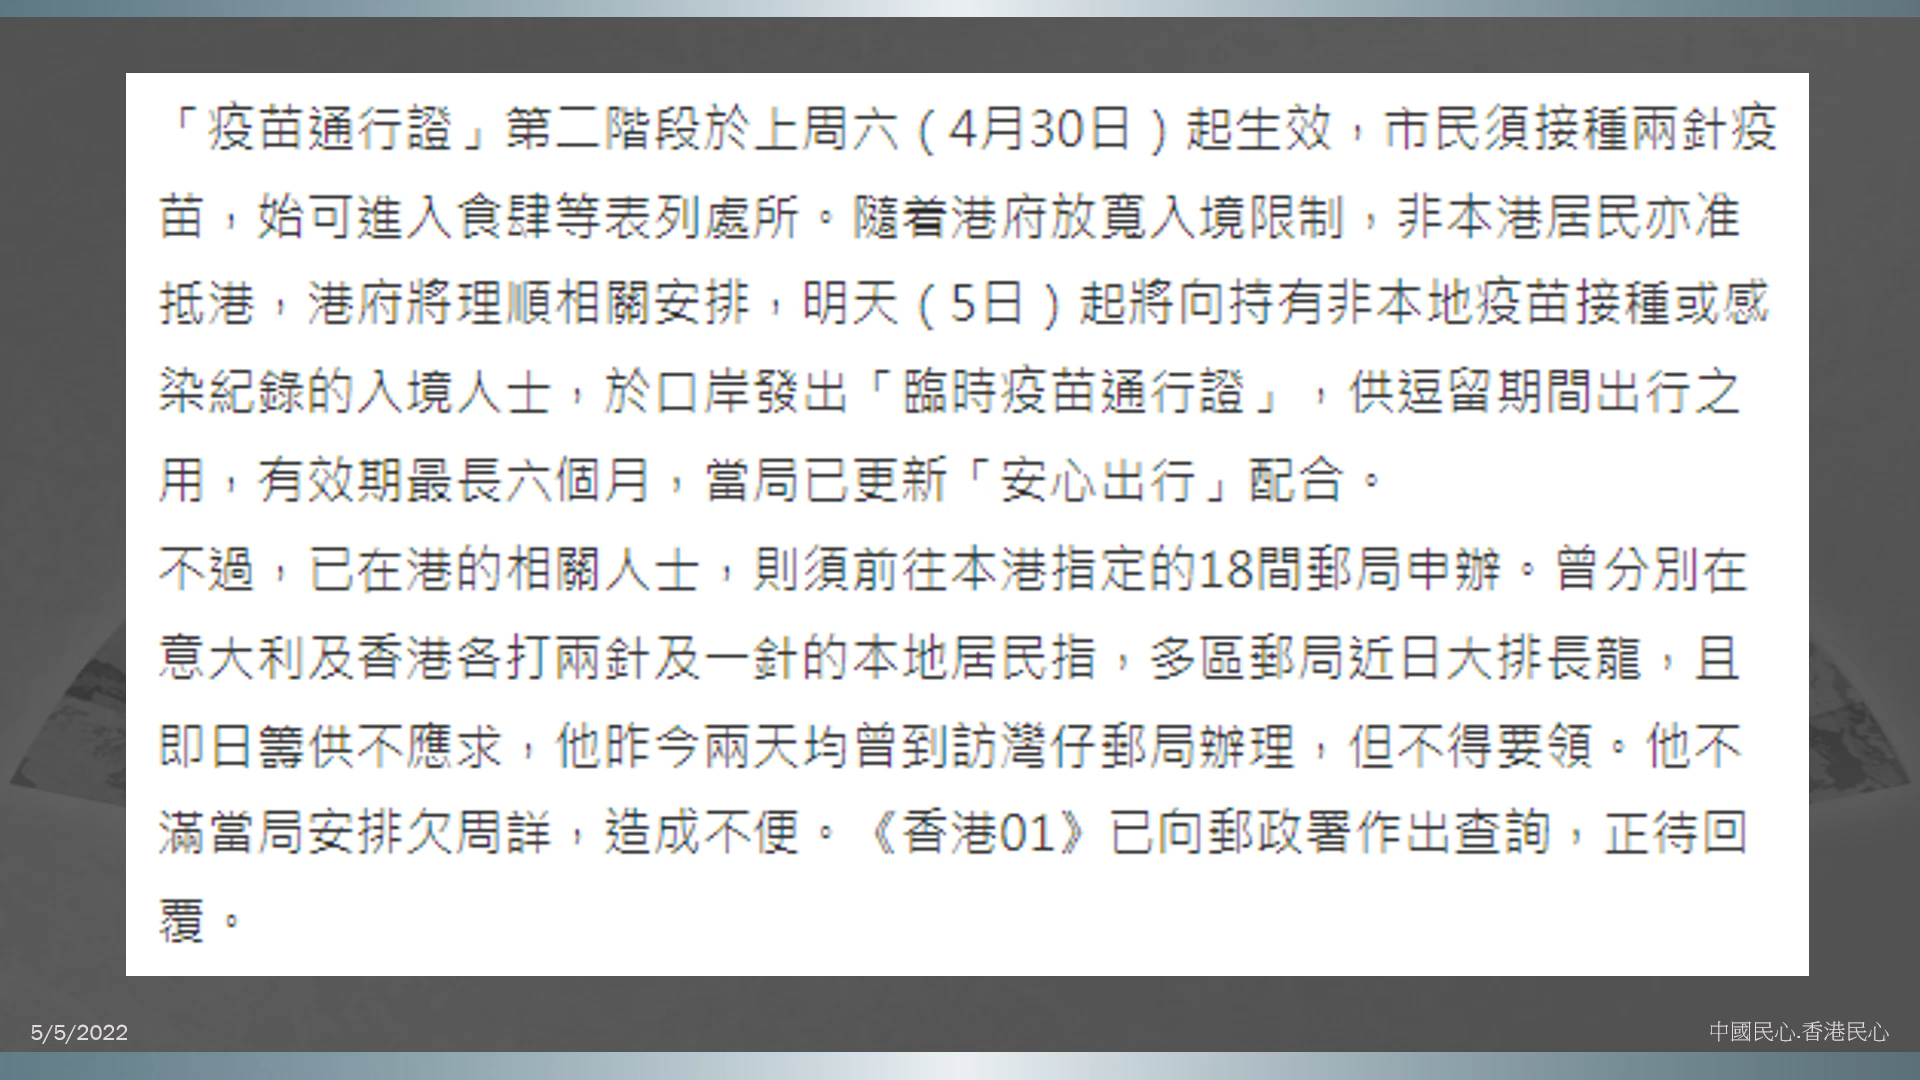 「疫苗通行證」第二階段於上周六（4月30日）起生效，市民須接種兩針疫
苗，始可進入食肆等表列處所。隨着港府放寬入境限制，非本港居民亦准
抵港，港府將理順相關安排，明天（5日）起將向持有非本地疫苗接種或感
染紀錄的入境人士，於口岸發出「臨時疫苗通行證」，供逗留期間出行之
用，有效期最長六個月，當局已更新「安心出行」配合。
不過，已在港的相關人士，則須前往本港指定的18間郵局申辦。曾分別在
意大利及香港各打兩針及一針的本地居民指，多區郵局近日大排長龍，且
即日籌供不應求，他昨今兩天均曾到訪灣仔郵局辦理，但不得要領。他不
滿當局安排欠周詳，造成不便。《香港01》已向郵政署作出查詢，正待回
覆。
5/5/2022
中國民心.香港民心